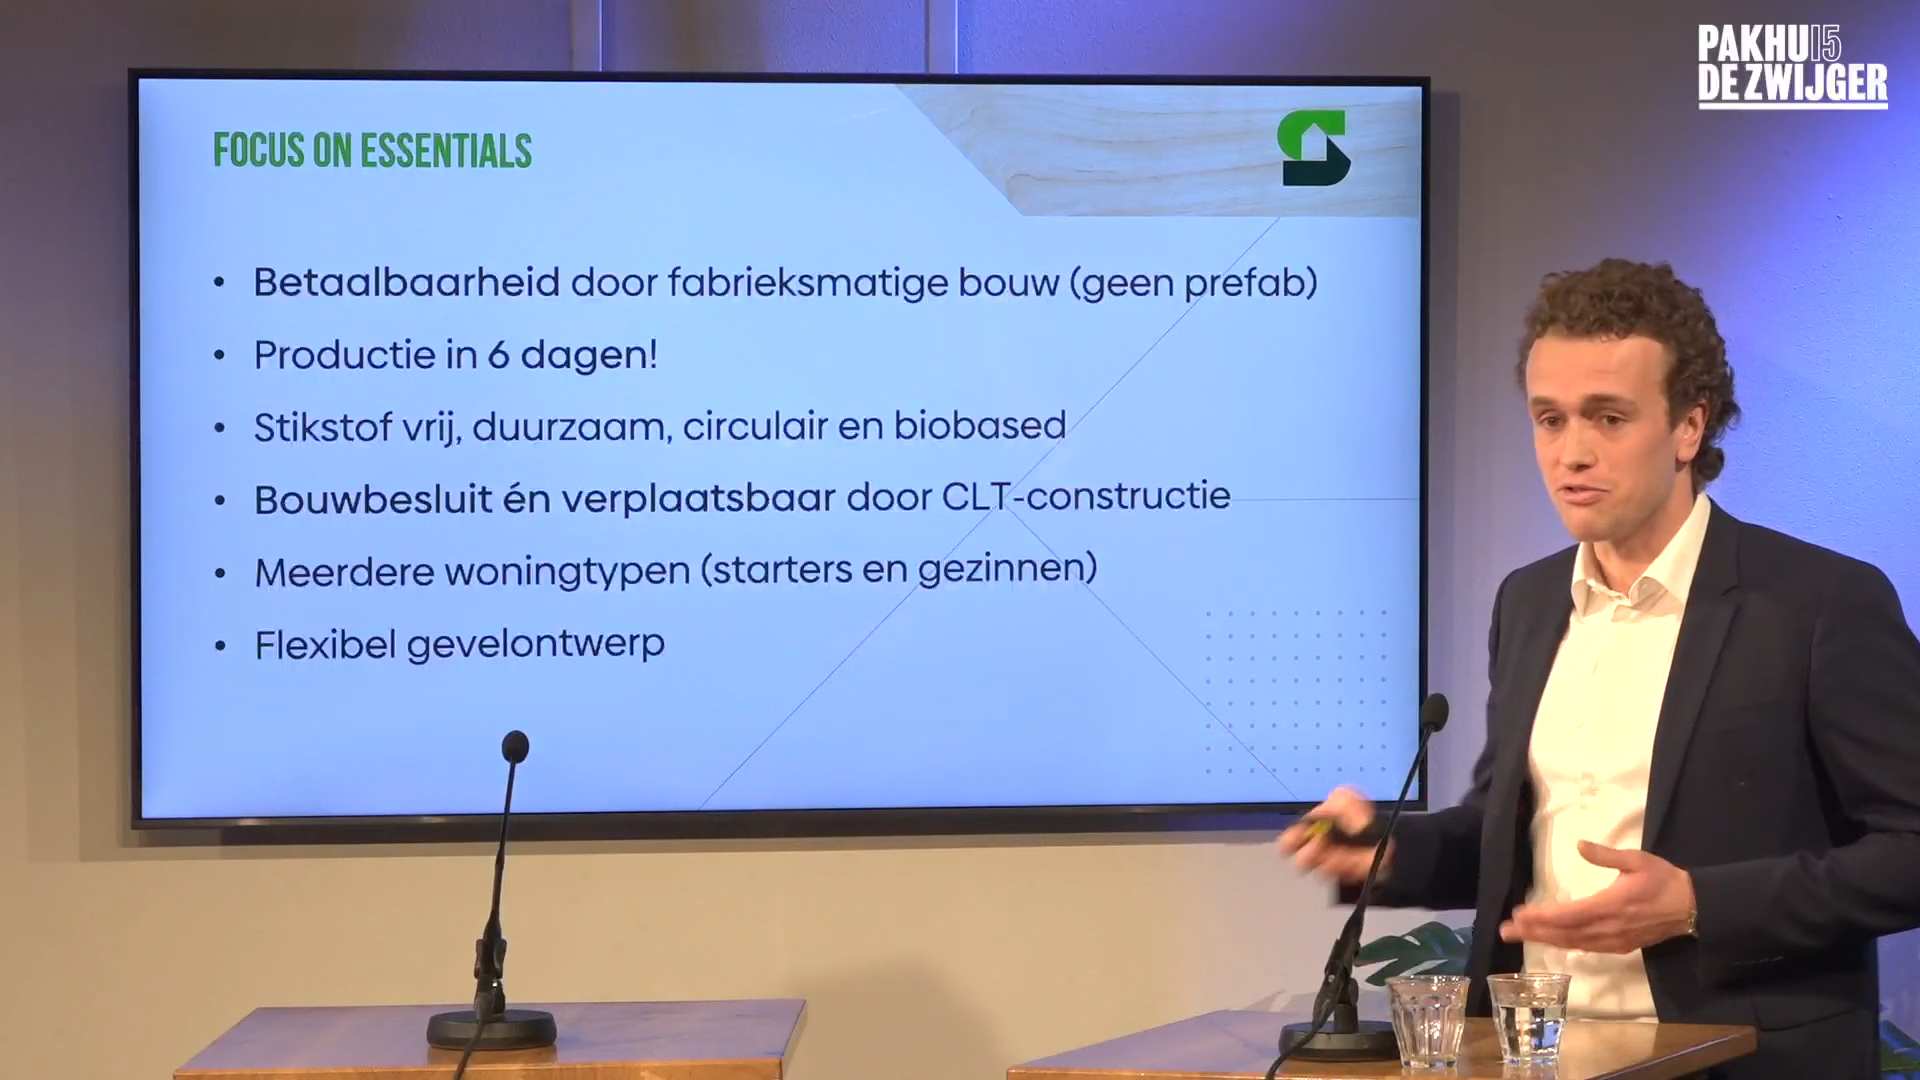 PAKHUIS
DE ZWIJGER
FOCUS ON ESSENTIALS
• Betaalbaarheid door fabrieksmatige bouw (geen prefab)
• Productie in 6 dagen!
• Stikstof vrij, duurzaam, circulair en biobased
• Bouwbesluit én verplaatsbaar door CLT-constructie
• Meerdere woningtypen (starters en gezinnen)
• Flexibel gevelontwerp